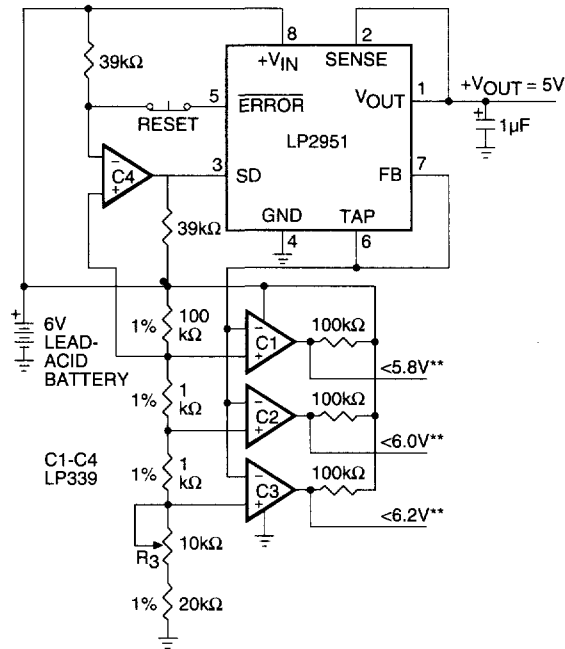 8
2
39kΩ
+VIN
SENSE
5
1
+VOUT = 5V
ERROR
VOUT
RESET
+
1µF
LP2951
−
C4
+
3
7
SD
FB
39kΩ
GND
TAP
4
6
1%
100
kΩ
−
C1
+
100kΩ
+
6V
LEAD-
ACID
BATTERY
<5.8V**
1%
1
kΩ
−
C2
+
100kΩ
<6.0V**
C1-C4
LP339
1%
1
kΩ
−
C3
+
100kΩ
<6.2V**
R3
10kΩ
1%
20kΩ